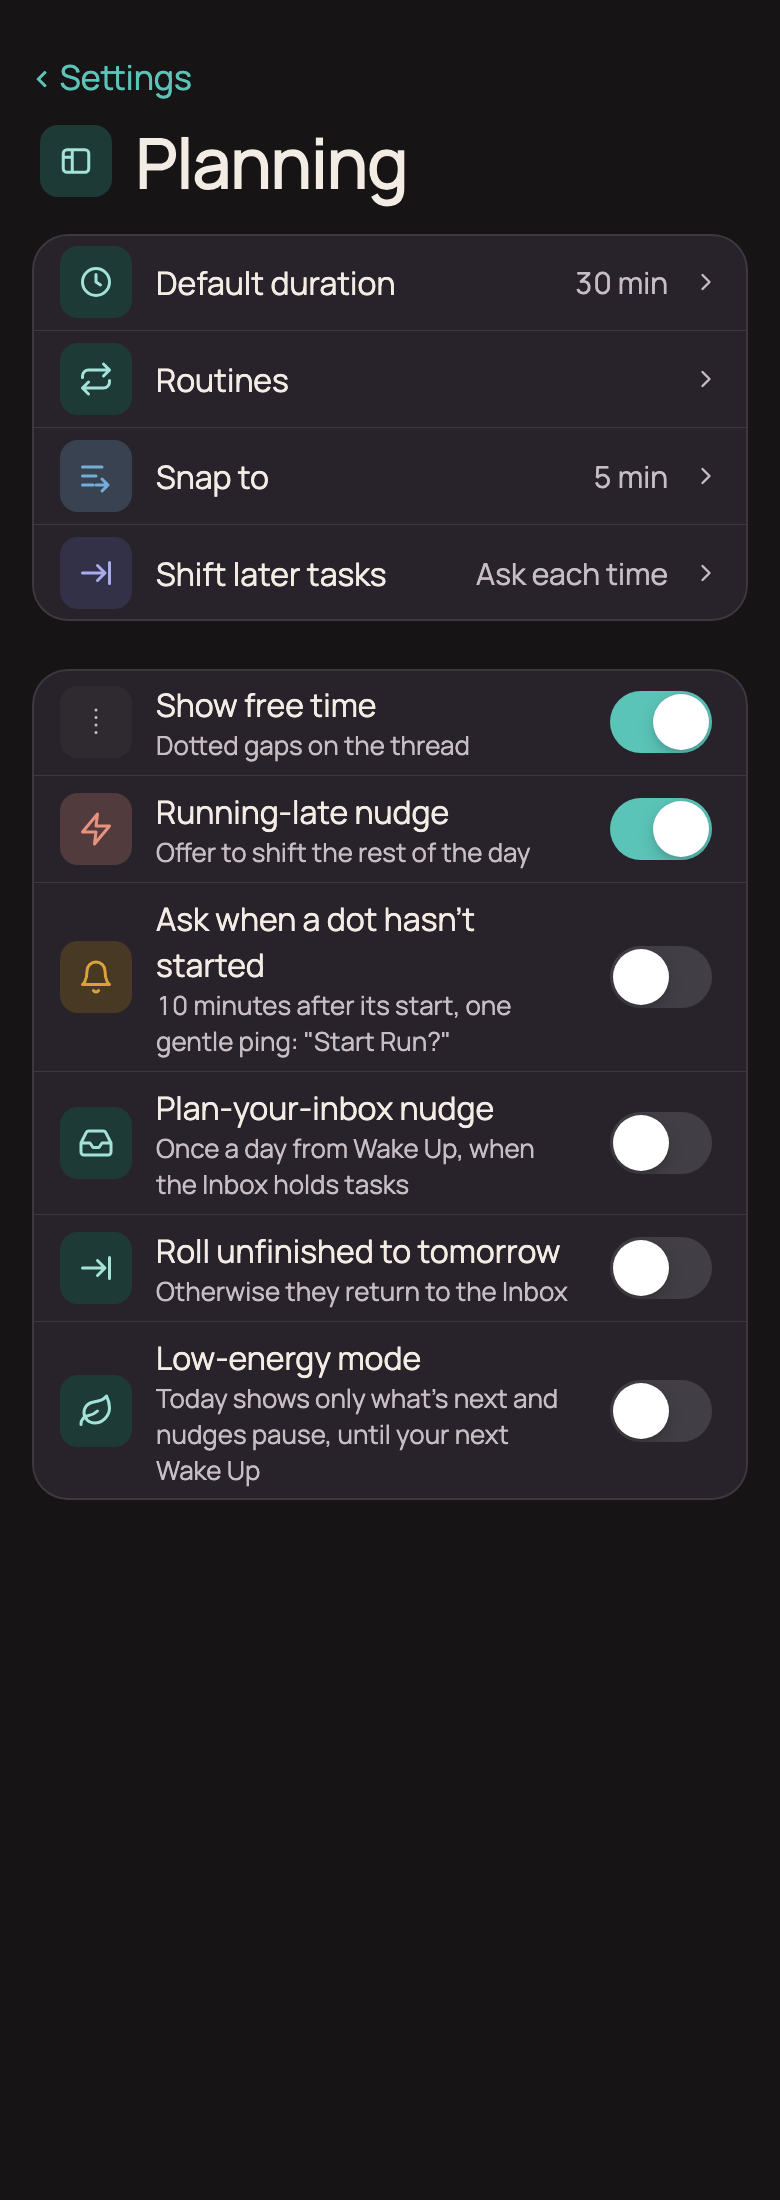 Settings
Planning
Default duration 30 min
Routines
Snap to 5 min
Shift later tasks Ask each time
Show free time
Dotted gaps on the thread
Running-late nudge
Offer to shift the rest of the day
Ask when a dot hasn't
started
10 minutes after its start, one
gentle ping: "Start Run?"
Plan-your-inbox nudge
Once a day from Wake Up, when
the Inbox holds tasks
Roll unfinished to tomorrow
Otherwise they return to the Inbox
Low-energy mode
Today shows only what's next and
nudges pause, until your next
Wake Up